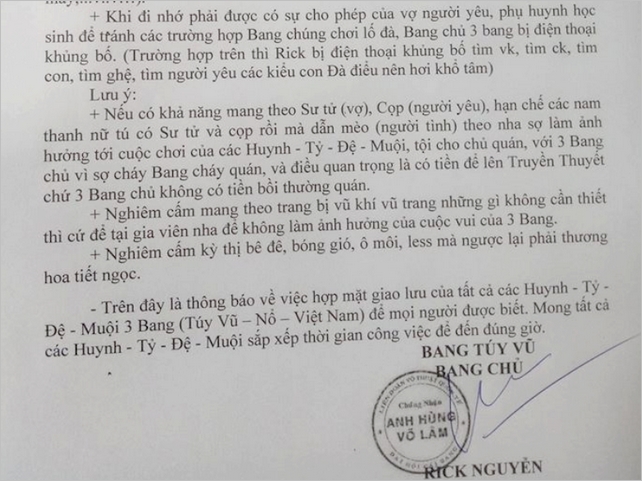 + Khi đi nhớ phải được có sự cho phép của vợ người yêu, phụ huynh học
sinh để tránh các trường hợp Bang chúng chơi lố đà, Bang chủ 3 bang bị điện thoại
khủng bố. (Trường hợp trên thì Rick bị điện thoại khủng bố tìm vk, tìm ck, tìm
con, tìm ghệ, tìm người yêu các kiểu con Đà điều nên hơi khổ tâm)
Lưu ý:
+ Nếu có khả năng mang theo Sư tử (vợ), Cọp (người yêu), hạn chế các nam
thanh nữ tú có Sư tử và cọp rồi mà dẫn mèo (người tình) theo nha sợ làm ảnh
hưởng tới cuộc chơi của các Huynh - Tỷ - Đệ - Muội, tội cho chủ quán, với 3 Bang
chủ vì sợ cháy Bang cháy quán, và điều quan trọng là có tiền để lên Truyền Thuyết
chứ 3 Bang chủ không có tiền bồi thường quán.
+ Nghiêm cấm mang theo trang bị vũ khí vũ trang những gì không cần thiết
thì cứ để tại gia viên nha để không làm ảnh hưởng của cuộc vui của 3 Bang.
+ Nghiêm cấm kỳ thị bê đê, bóng gió, ô môi, less mà ngược lại phải thương
hoa tiết ngọc.
- Trên đây là thông báo về việc họp mặt giao lưu của tất cả các Huynh - Tỷ -
Đệ - Muội 3 Bang (Túy Vũ – Nổ – Việt Nam) để mọi người được biết. Mong tất cả
các Huynh - Tỷ - Đệ - Muội sắp xếp thời gian công việc để đến đúng giờ.
BANG TÚY VŨ
BANG CHỦ
Chứng Nhận
ANH HÙNG
VÕ LÂM
RICK NGUYỄN